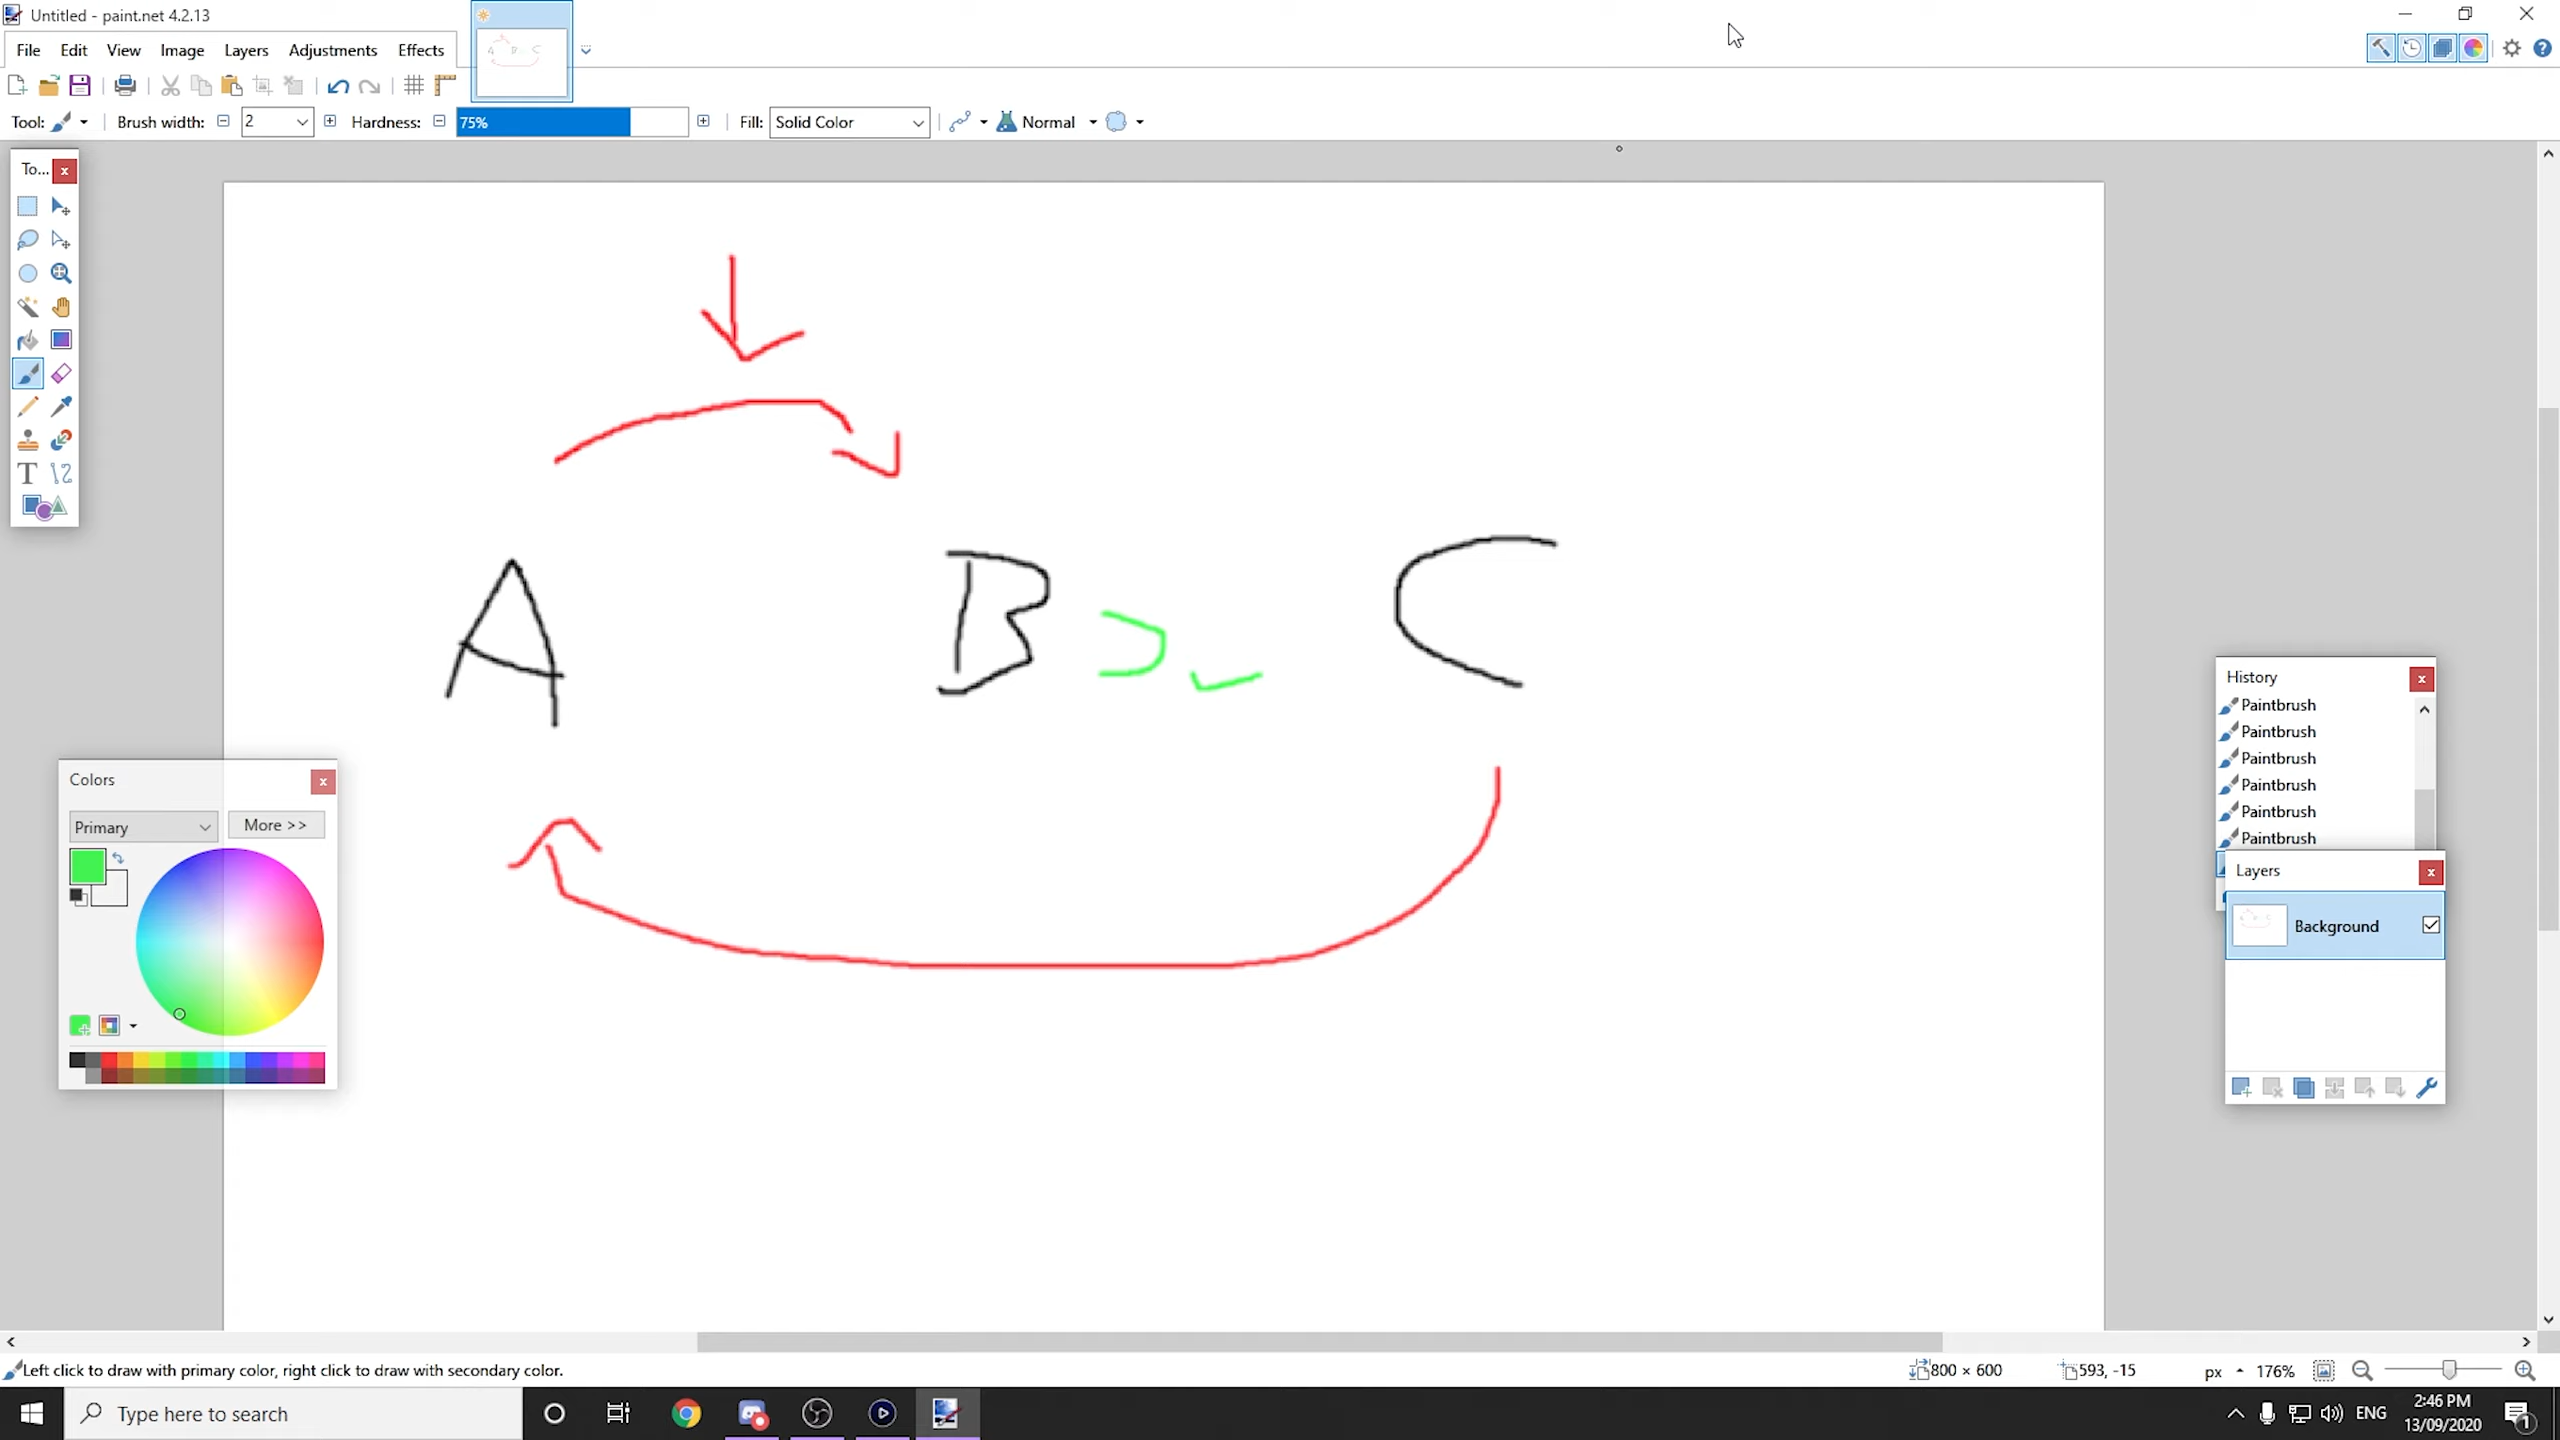 Untitled - paint.net 4.2.13
File Edit View Image Layers Adjustments Effects
Tool: Brush width: 2 Hardness: 75% Fill: Solid Color Normal
To...
A B C
Colors
Primary More >>
History
Paintbrush
Paintbrush
Paintbrush
Paintbrush
Paintbrush
Paintbrush
Layers
Background
Left click to draw with primary color, right click to draw with secondary color. 800 × 600 593, -15 px 176%
Type here to search ENG 2:46 PM
13/09/2020 1